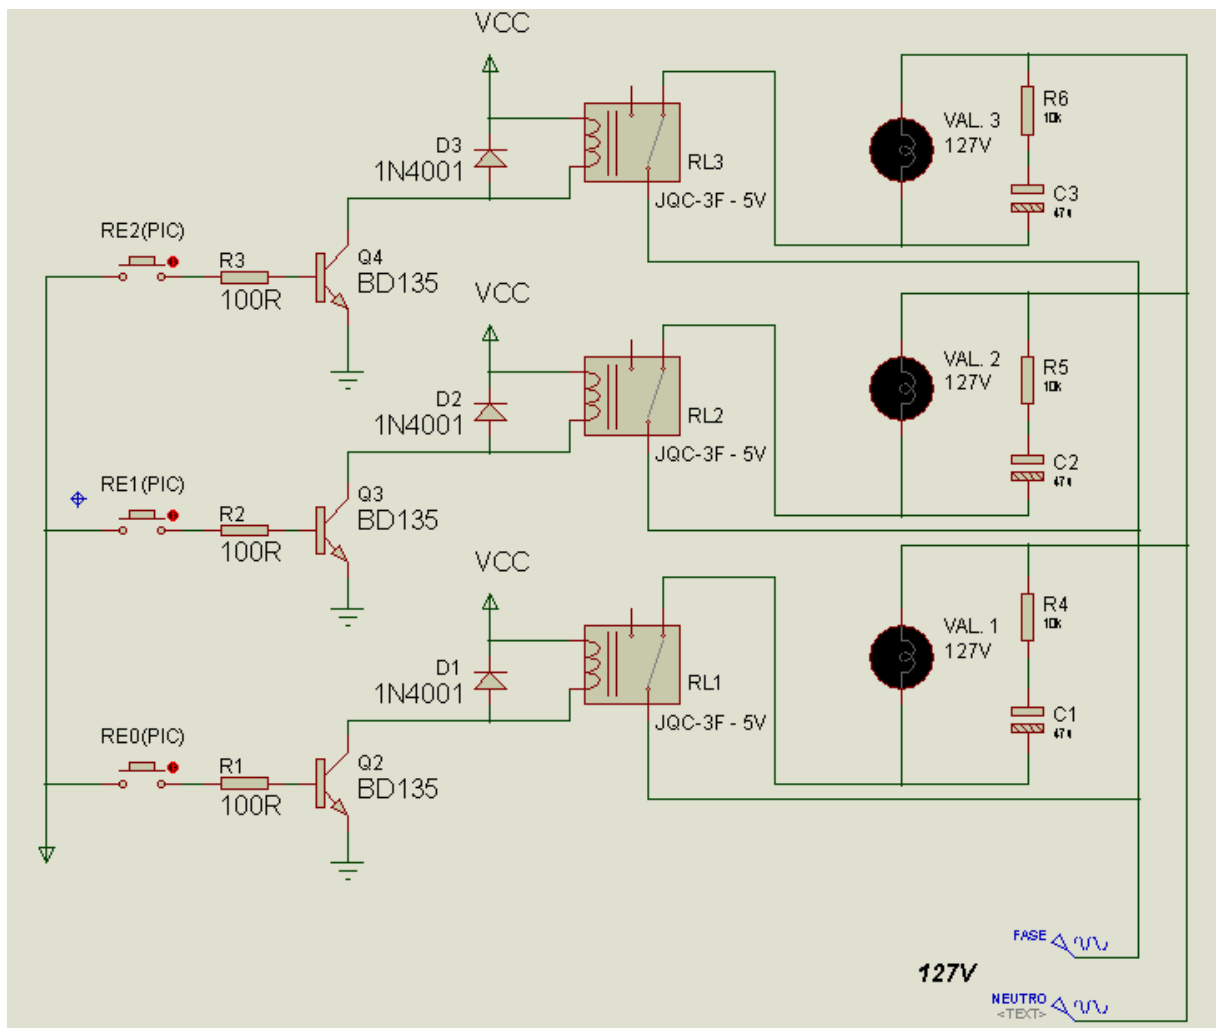 VCC
D3
1N4001
RL3
JQC-3F - 5V
VAL. 3
127V
R6
10k
C3
RE2(PIC)
R3
100R
Q4
BD135
VCC
D2
1N4001
RL2
JQC-3F - 5V
VAL. 2
127V
R5
10k
C2
RE1(PIC)
R2
100R
Q3
BD135
VCC
D1
1N4001
RL1
JQC-3F - 5V
VAL. 1
127V
R4
10k
C1
RE0(PIC)
R1
100R
Q2
BD135
FASE
127V
NEUTRO
<TEXT>